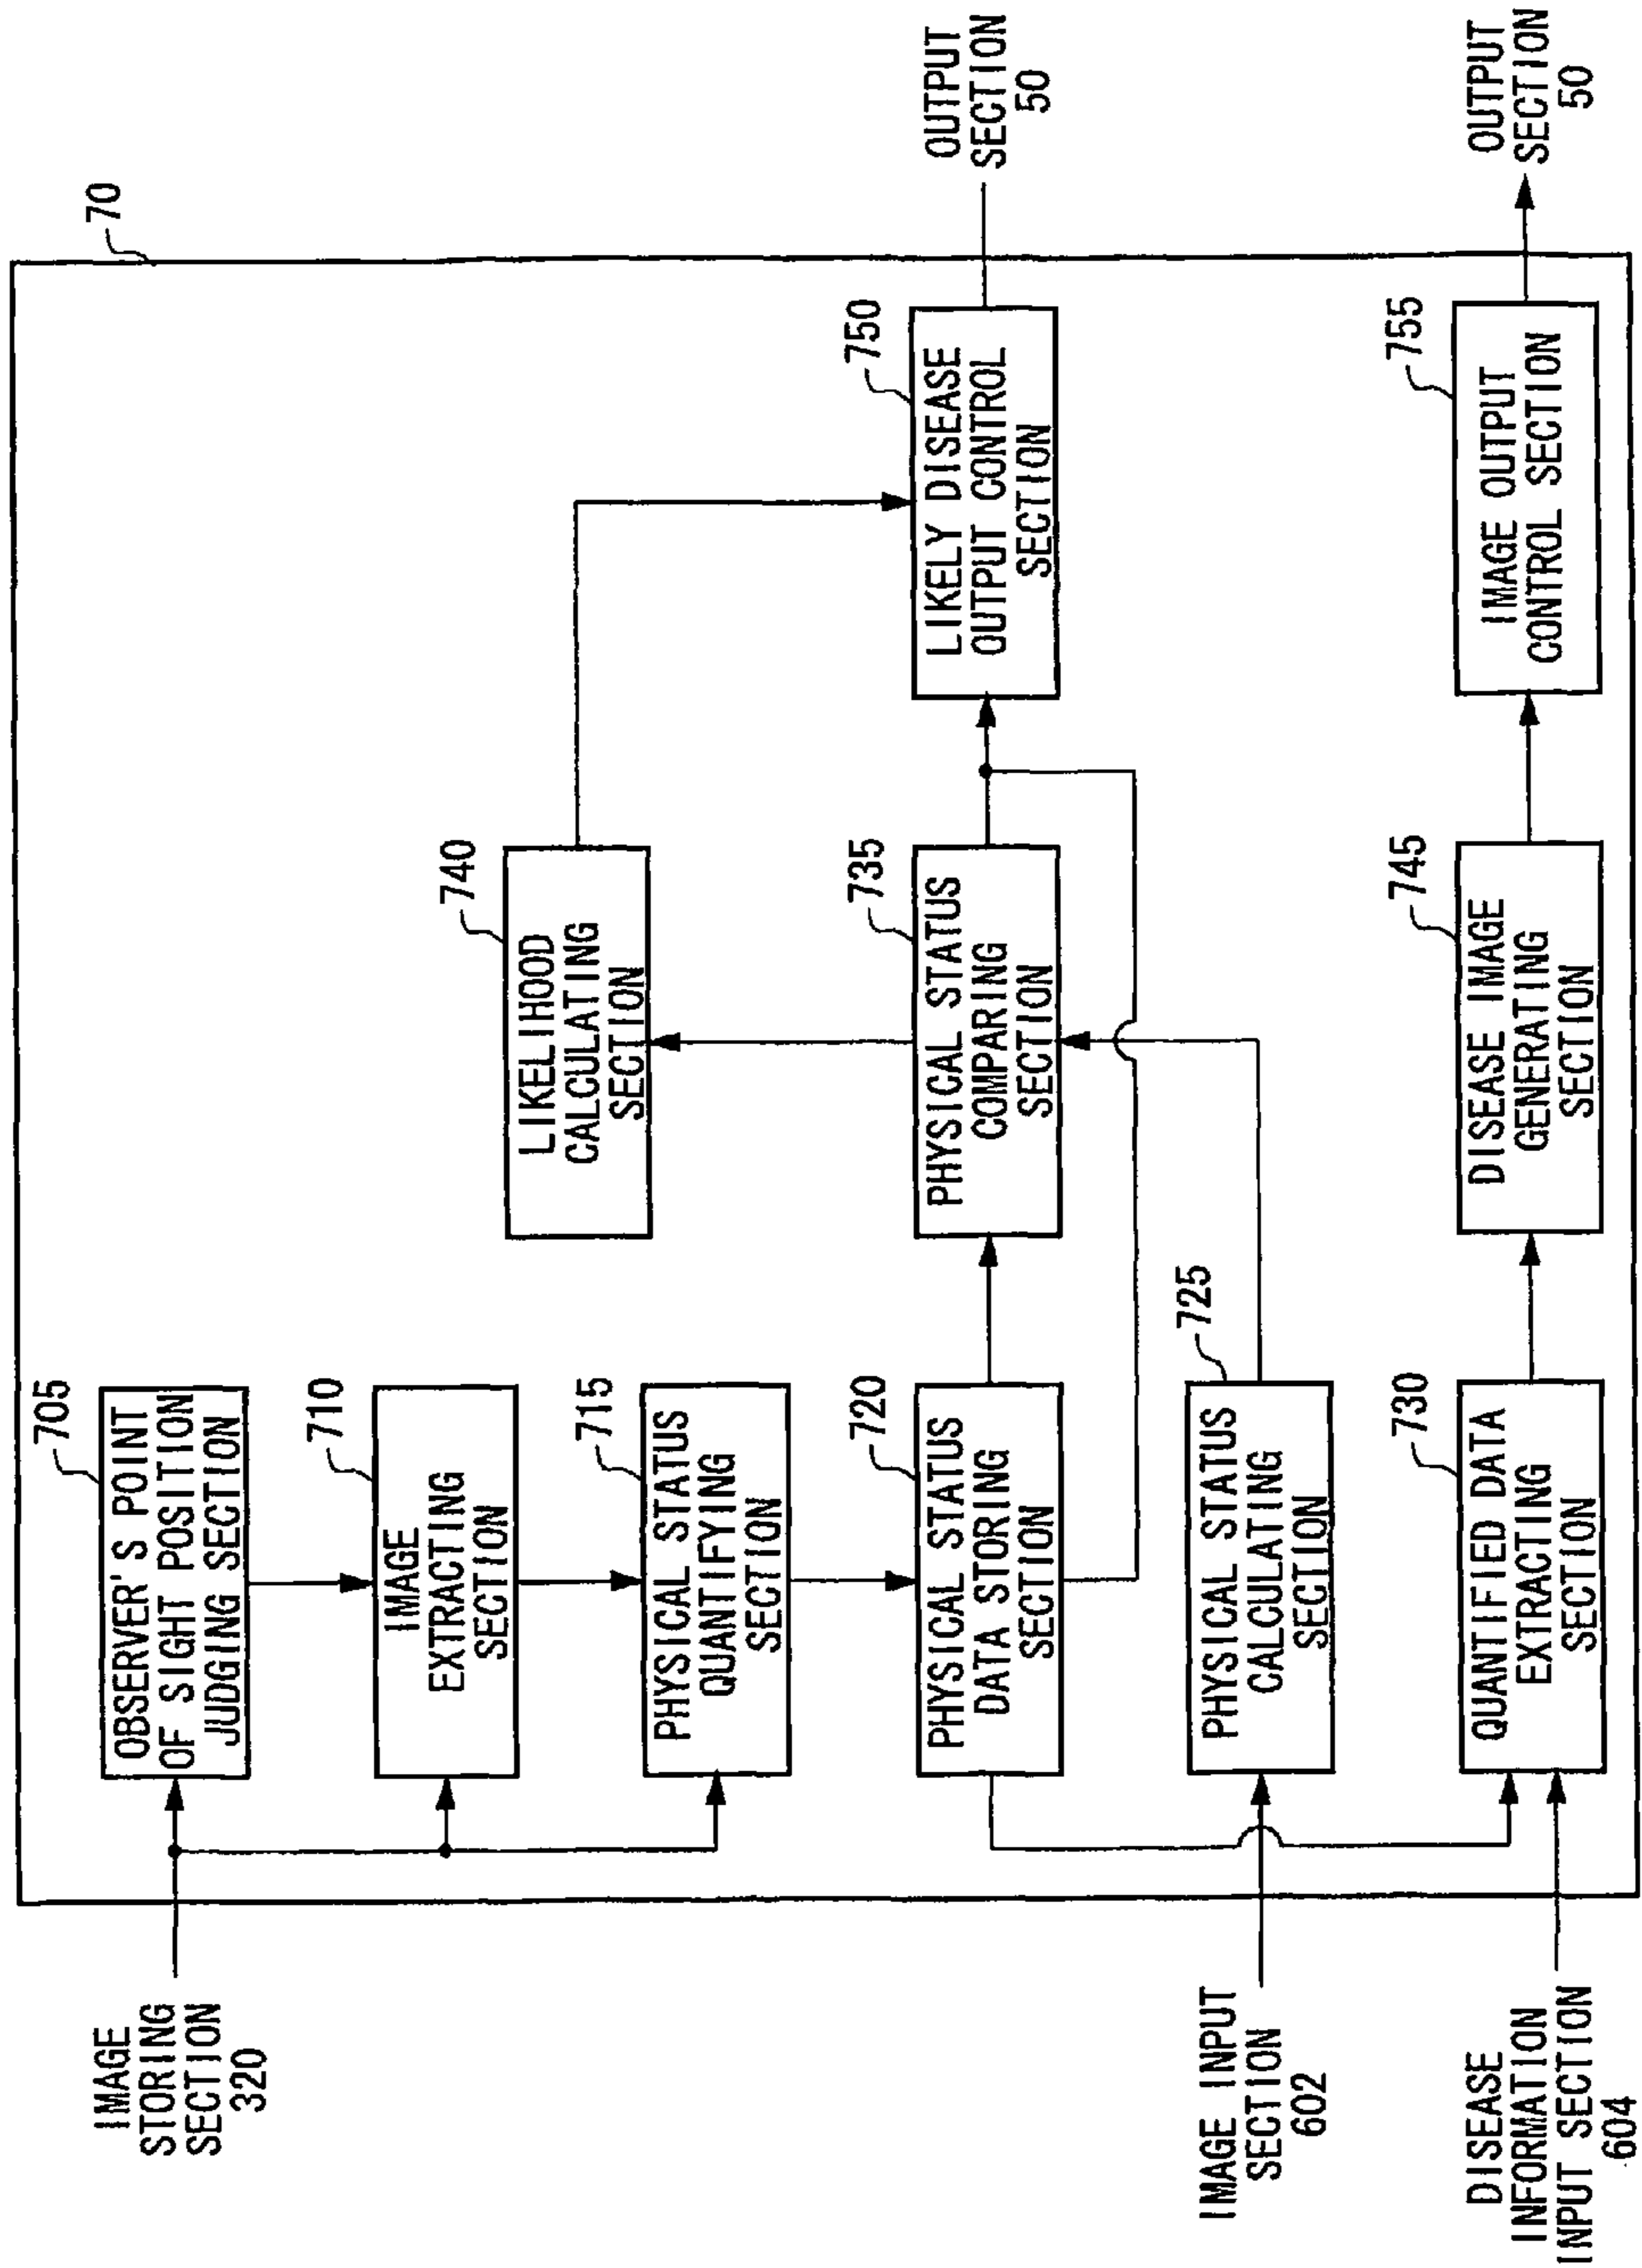 70
IMAGE
STORING
SECTION
320
705
OBSERVER'S POINT
OF SIGHT POSITION
JUDGING SECTION
710
IMAGE
EXTRACTING
SECTION
715
PHYSICAL STATUS
QUANTIFYING
SECTION
720
PHYSICAL STATUS
DATA STORING
SECTION
IMAGE INPUT
SECTION
602
725
PHYSICAL STATUS
CALCULATING
SECTION
DISEASE
INFORMATION
INPUT SECTION
604
730
QUANTIFIED DATA
EXTRACTING
SECTION
740
LIKELIHOOD
CALCULATING
SECTION
735
PHYSICAL STATUS
COMPARING
SECTION
745
DISEASE IMAGE
GENERATING
SECTION
750
LIKELY DISEASE
OUTPUT CONTROL
SECTION
755
IMAGE OUTPUT
CONTROL SECTION
OUTPUT
SECTION
50
OUTPUT
SECTION
50